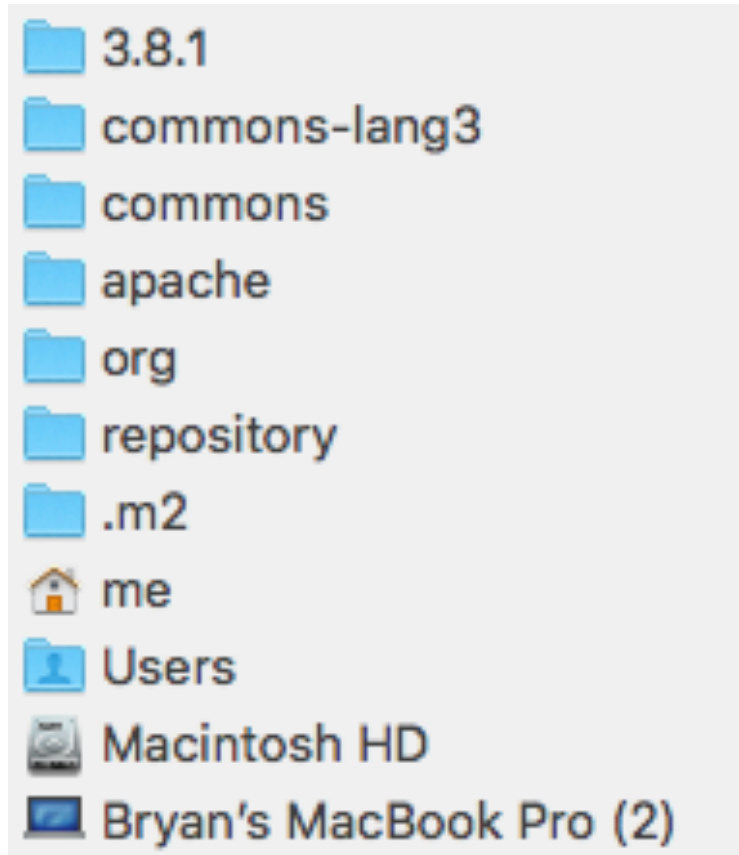 3.8.1
commons-lang3
commons
apache
org
repository
.m2
me
Users
Macintosh HD
Bryan's MacBook Pro (2)